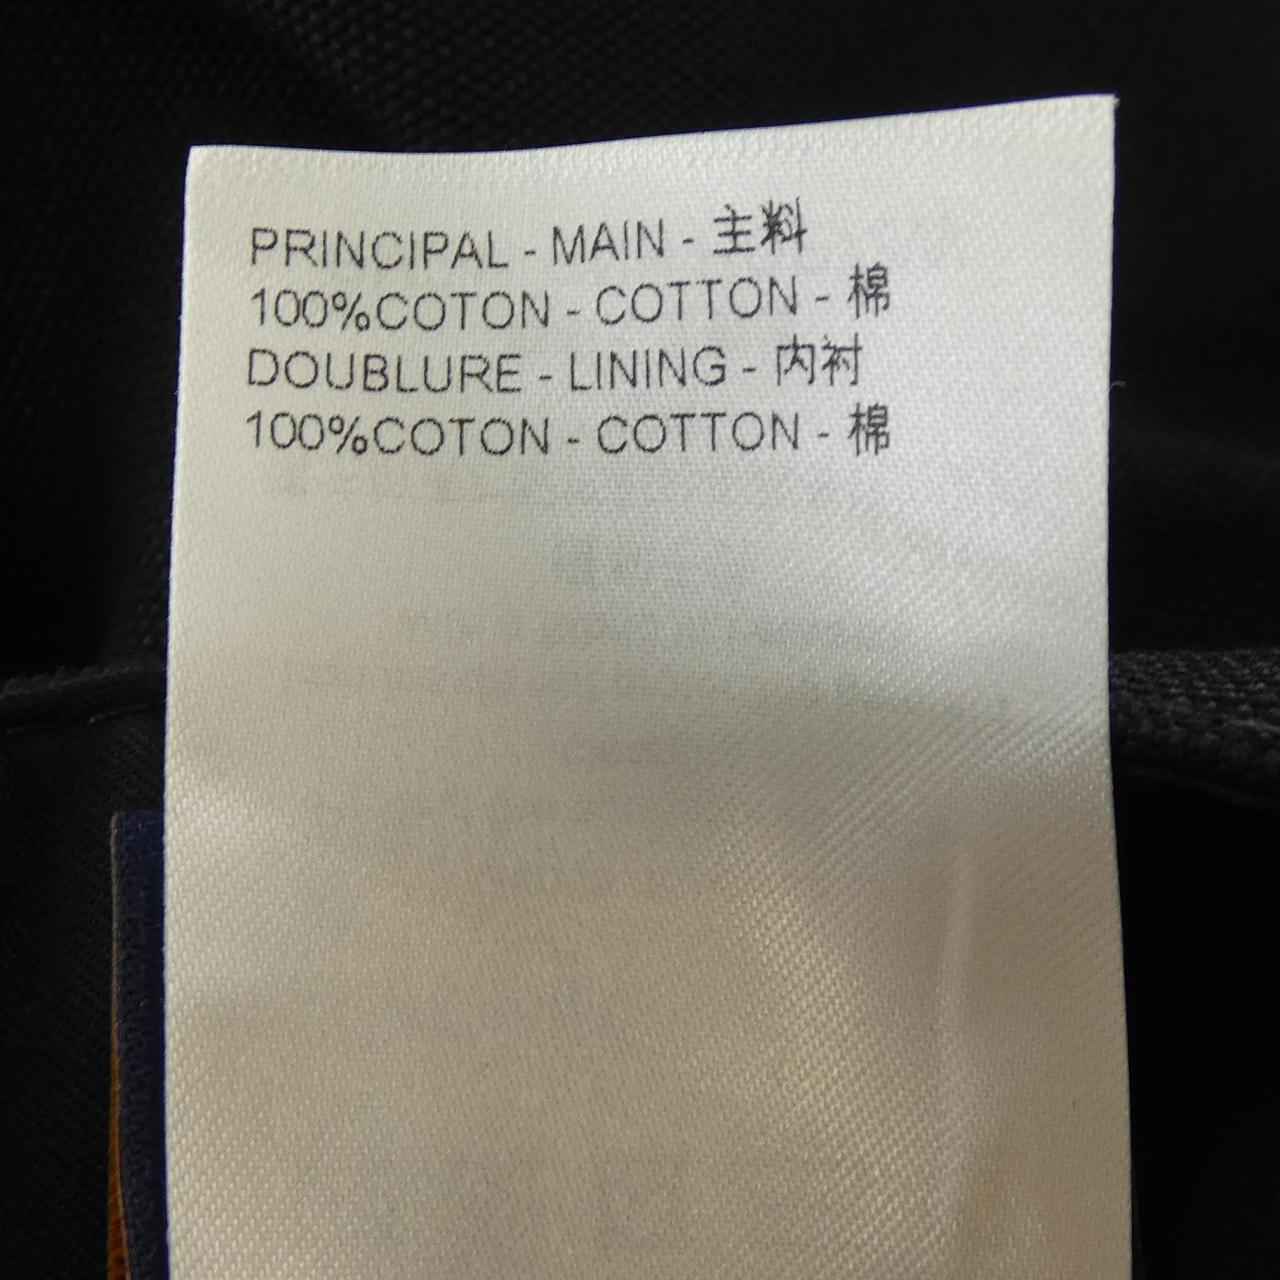 PRINCIPAL - MAIN - 主料
100%COTON - COTTON - 棉
DOUBLURE - LINING - 内衬
100%COTON - COTTON - 棉